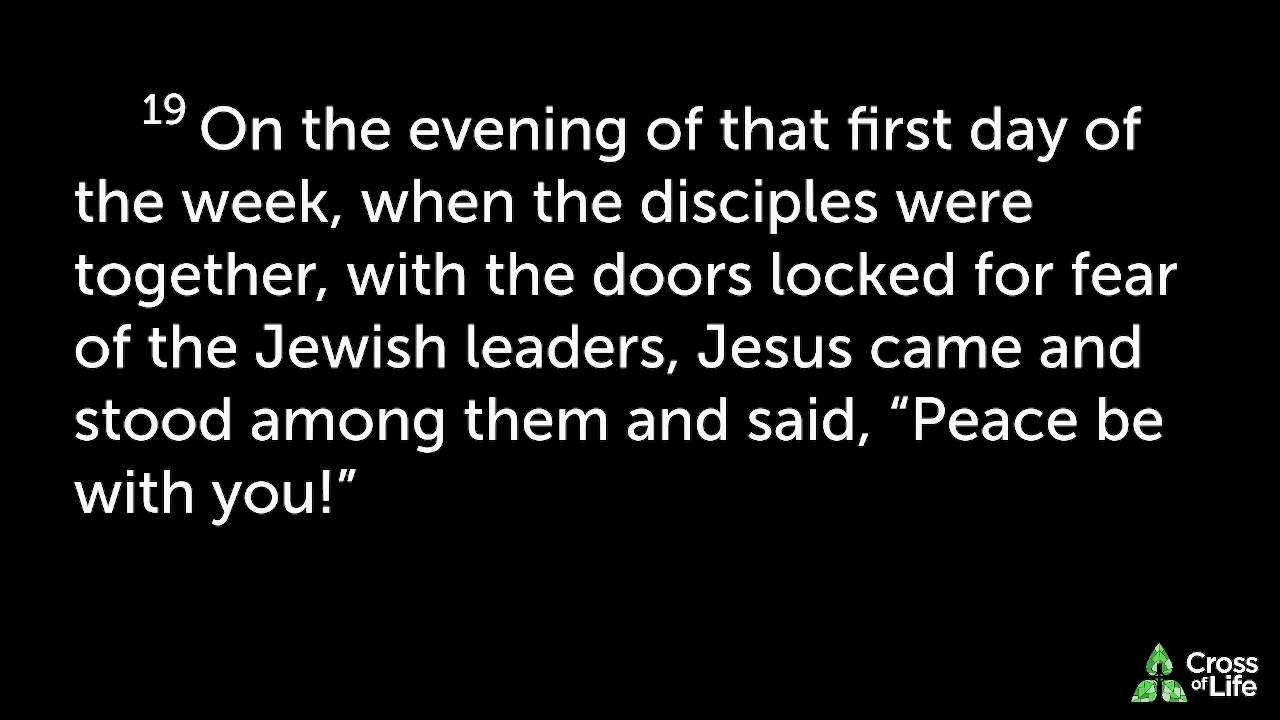 19 On the evening of that first day of
the week, when the disciples were
together, with the doors locked for fear
of the Jewish leaders, Jesus came and
stood among them and said, “Peace be
with you!”
Cross
of Life